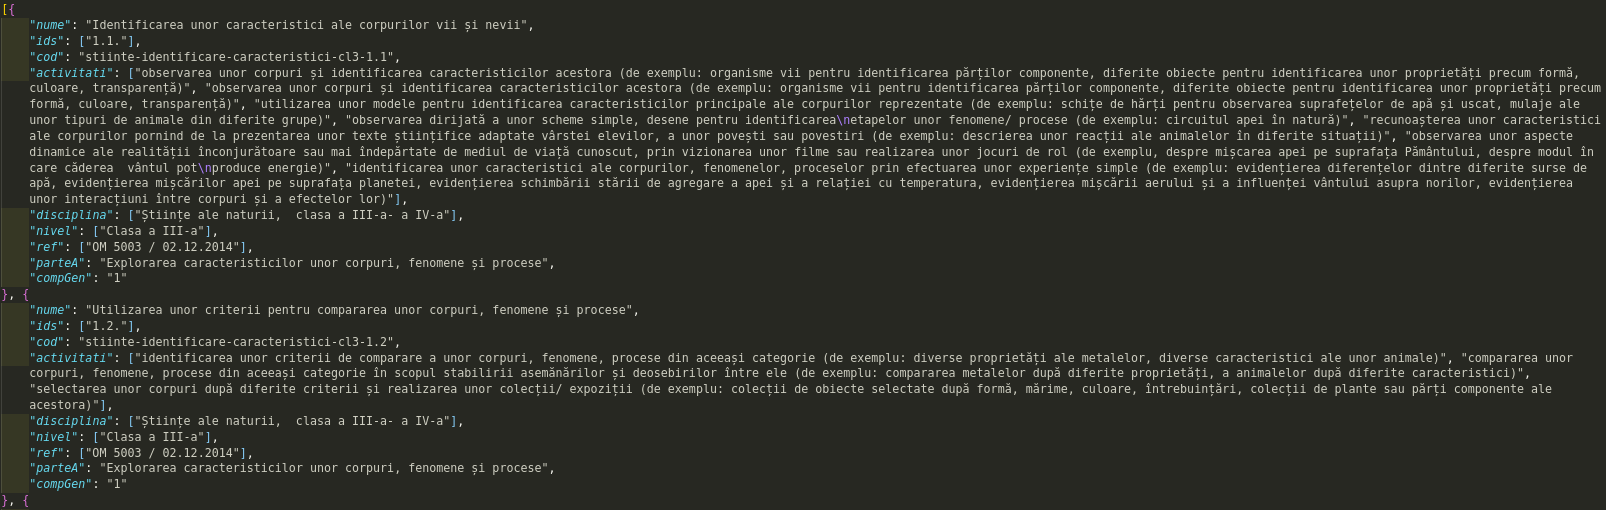 [{
"nume": "Identificarea unor caracteristici ale corpurilor vii și nevii",
"ids": ["1.1."],
"cod": "stiinte-identificare-caracteristici-cl3-1.1",
"activitati": ["observarea unor corpuri și identificarea caracteristicilor acestora (de exemplu: organisme vii pentru identificarea părților componente, diferite obiecte pentru identificarea unor proprietăți precum formă,
culoare, transparență)", "observarea unor corpuri și identificarea caracteristicilor acestora (de exemplu: organisme vii pentru identificarea părților componente, diferite obiecte pentru identificarea unor proprietăți precum
formă, culoare, transparență)", "utilizarea unor modele pentru identificarea caracteristicilor principale ale corpurilor reprezentate (de exemplu: schițe de hărți pentru observarea suprafețelor de apă și uscat, mulaje ale
unor tipuri de animale din diferite grupe)", "observarea dirijată a unor scheme simple, desene pentru identificarea\netapelor unor fenomene/ procese (de exemplu: circuitul apei în natură)", "recunoașterea unor caracteristici
ale corpurilor pornind de la prezentarea unor texte științifice adaptate vârstei elevilor, a unor povești sau povestiri (de exemplu: descrierea unor reacții ale animalelor în diferite situații)", "observarea unor aspecte
dinamice ale realității înconjurătoare sau mai îndepărtate de mediul de viață cunoscut, prin vizionarea unor filme sau realizarea unor jocuri de rol (de exemplu, despre mișcarea apei pe suprafața Pământului, despre modul în
care căderea  vântul pot\nproduce energie)", "identificarea unor caracteristici ale corpurilor, fenomenelor, proceselor prin efectuarea unor experiențe simple (de exemplu: evidențierea diferențelor dintre diferite surse de
apă, evidențierea mișcărilor apei pe suprafața planetei, evidențierea schimbării stării de agregare a apei și a relației cu temperatura, evidențierea mișcării aerului și a influenței vântului asupra norilor, evidențierea
unor interacțiuni între corpuri și a efectelor lor)"],
"disciplina": ["Științe ale naturii,  clasa a III-a- a IV-a"],
"nivel": ["Clasa a III-a"],
"ref": ["OM 5003 / 02.12.2014"],
"parteA": "Explorarea caracteristicilor unor corpuri, fenomene și procese",
"compGen": "1"
}, {
"nume": "Utilizarea unor criterii pentru compararea unor corpuri, fenomene și procese",
"ids": ["1.2."],
"cod": "stiinte-identificare-caracteristici-cl3-1.2",
"activitati": ["identificarea unor criterii de comparare a unor corpuri, fenomene, procese din aceeași categorie (de exemplu: diverse proprietăți ale metalelor, diverse caracteristici ale unor animale)", "compararea unor
corpuri, fenomene, procese din aceeași categorie în scopul stabilirii asemănărilor și deosebirilor între ele (de exemplu: compararea metalelor după diferite proprietăți, a animalelor după diferite caracteristici)",
"selectarea unor corpuri după diferite criterii și realizarea unor colecții/ expoziții (de exemplu: colecții de obiecte selectate după formă, mărime, culoare, întrebuințări, colecții de plante sau părți componente ale
acestora)"],
"disciplina": ["Științe ale naturii,  clasa a III-a- a IV-a"],
"nivel": ["Clasa a III-a"],
"ref": ["OM 5003 / 02.12.2014"],
"parteA": "Explorarea caracteristicilor unor corpuri, fenomene și procese",
"compGen": "1"
}, {